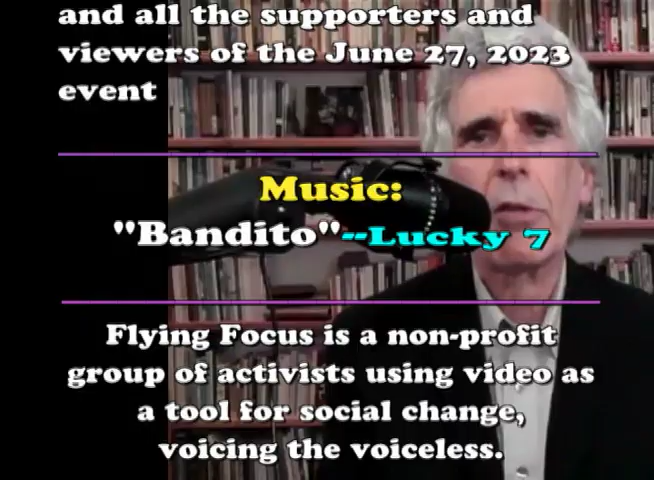 and all the supporters and
viewers of the June 27, 2023
event
Music:
"Bandito"--Lucky 7
Flying Focus is a non-profit
group of activists using video as
a tool for social change,
voicing the voiceless.